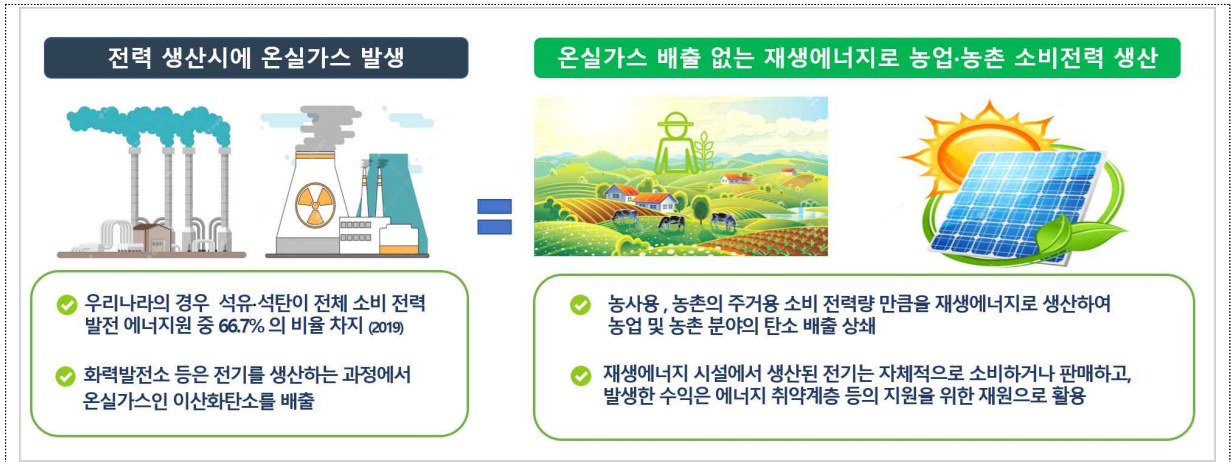 전력 생산시에 온실가스 발생
우리나라의 경우 석유·석탄이 전체 소비 전력
발전 에너지원 중 66.7% 의 비율 차지 (2019)
화력발전소 등은 전기를 생산하는 과정에서
온실가스인 이산화탄소를 배출
온실가스 배출 없는 재생에너지로 농업·농촌 소비전력 생산
농사용 , 농촌의 주거용 소비 전력량 만큼을 재생에너지로 생산하여
농업 및 농촌 분야의 탄소 배출 상쇄
재생에너지 시설에서 생산된 전기는 자체적으로 소비하거나 판매하고,
발생한 수익은 에너지 취약계층 등의 지원을 위한 재원으로 활용